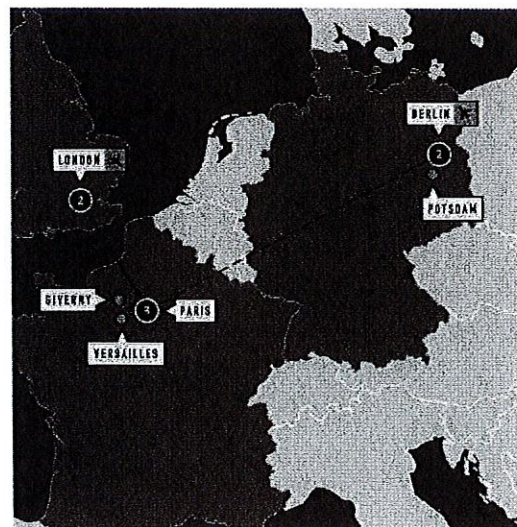 BERLIN
2
LONDON
2
POTSDAM
GIVERNY
3
PARIS
VERSAILLES